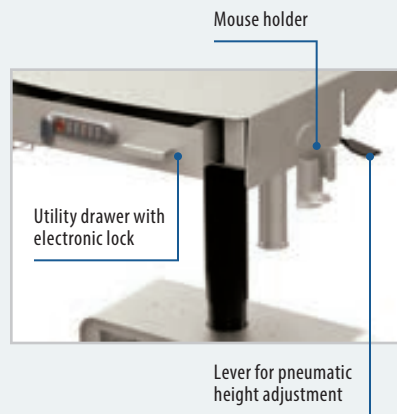 Mouse holder
Utility drawer with
electronic lock
Lever for pneumatic
height adjustment